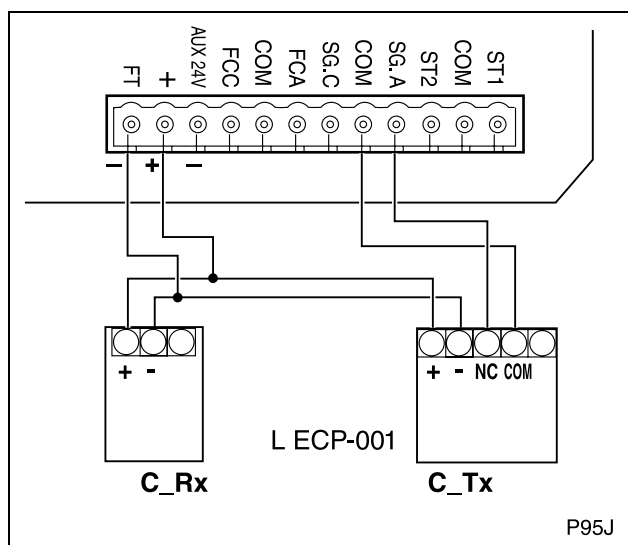 FT + AUX 24V FCC COM FCA SG.C COM SG.A ST2 COM ST1
− + −
+ - + - NC COM
L ECP-001
C_Rx C_Tx
P95J